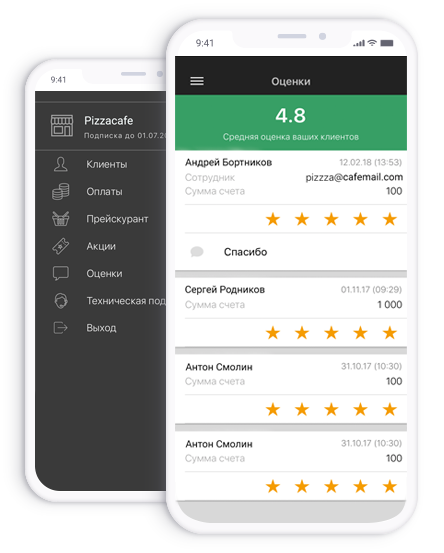 9:41
Pizzacafe
Подписка до 01.07.20
Клиенты
Оплаты
Прейскурант
Акции
Оценки
Техническая под
Выход
9:41
Оценки
4.8
Средняя оценка ваших клиентов
Андрей Бортников 12.02.18 (13:53)
Сотрудник pizzza@cafemail.com
Сумма счета 100
Спасибо
Сергей Родников 01.11.17 (09:29)
Сумма счета 1 000
Антон Смолин 31.10.17 (10:30)
Сумма счета 100
Антон Смолин 31.10.17 (10:30)
Сумма счета 100